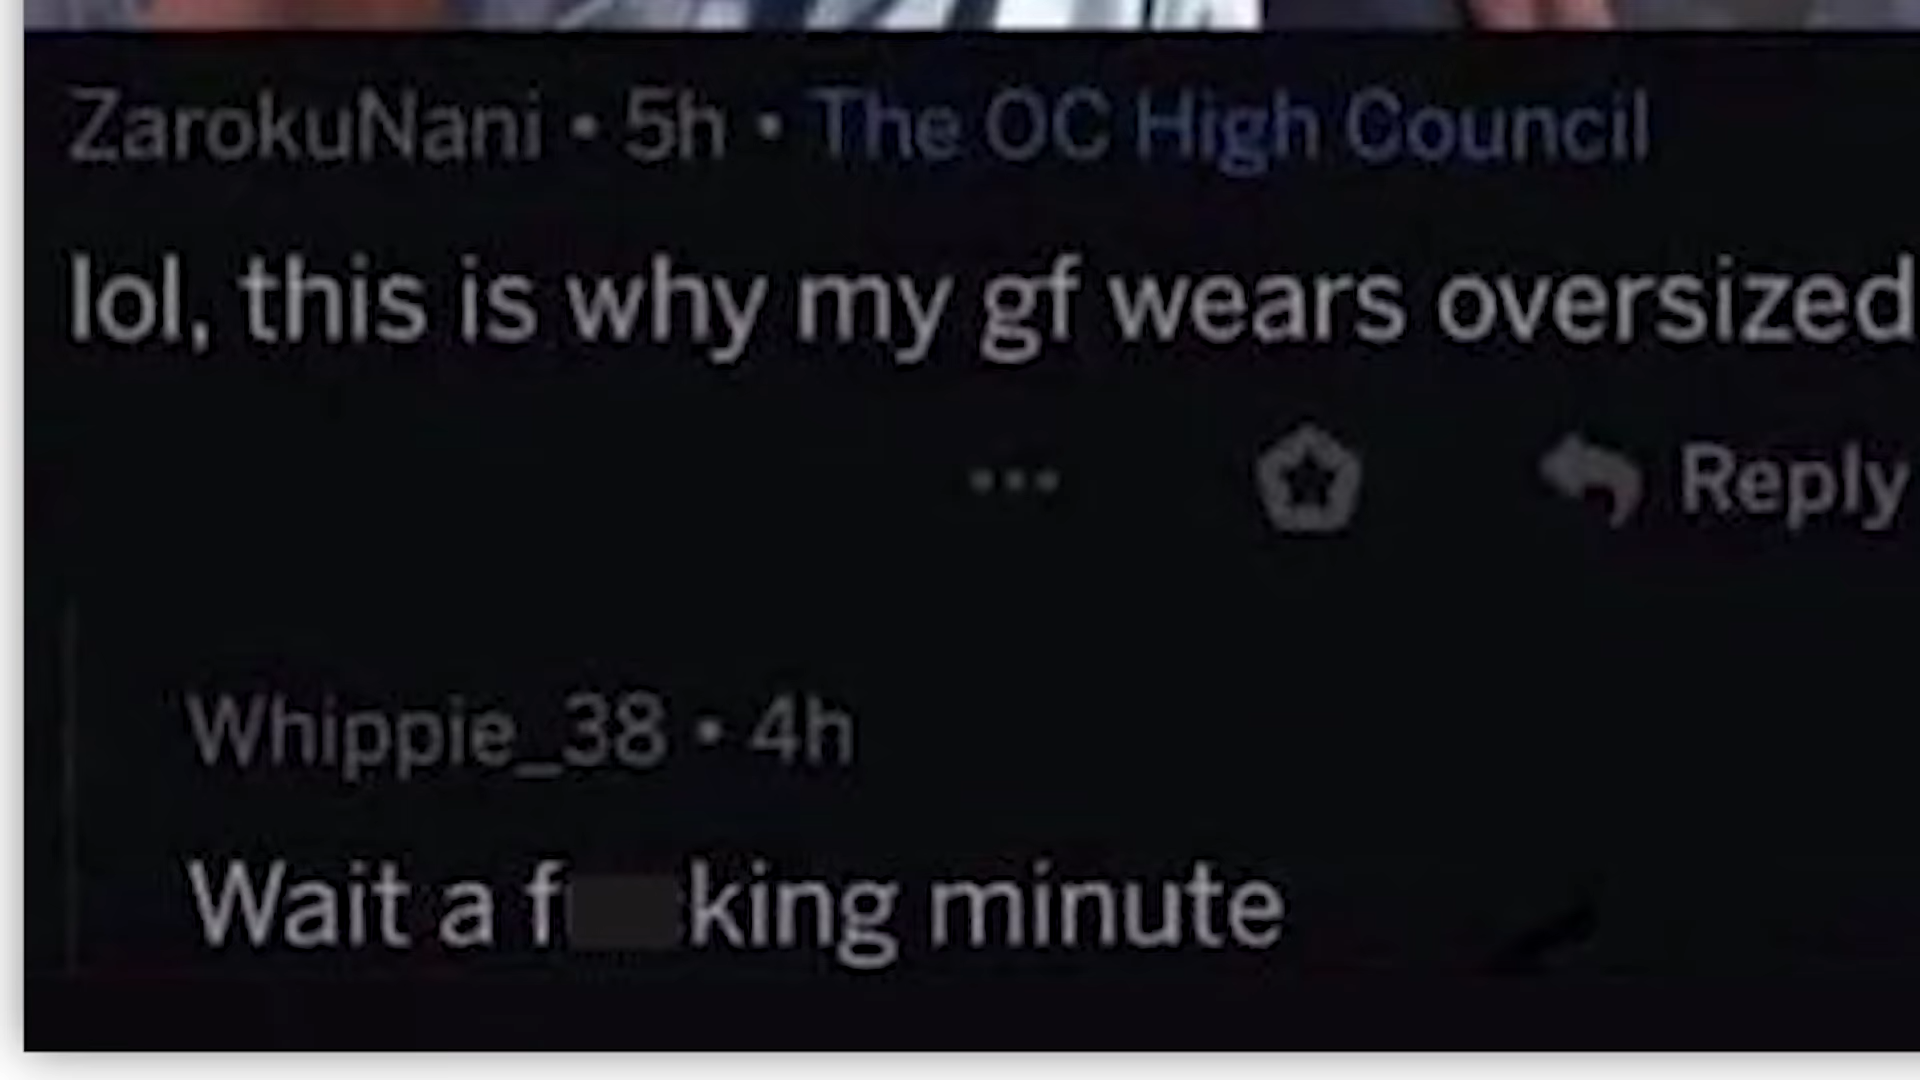 ZarokuNani • 5h • The OC High Council
lol, this is why my gf wears oversized
Reply
Whippie_38 • 4h
Wait a f king minute